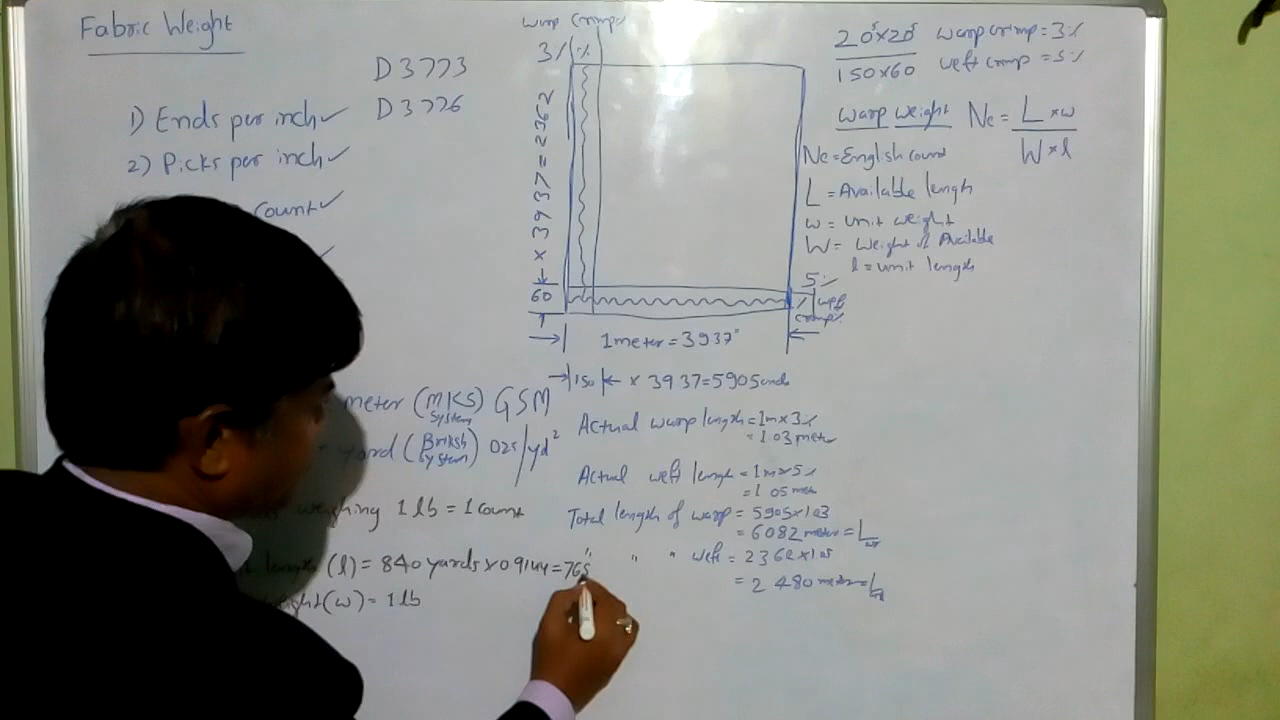 Fabric Weight
D3773
D3776
1) Ends per inch ✓
2) Picks per inch ✓
count ✓
meter (MKS System) GSM
yard (British System) OZs/yd²
weighing 1 lb = 1 count
(l) = 840 yards x 0.9144 = 768
(w) = 1 lb
warp Crimp%
3% %
60 x 39.37 = 2362
5%
% weft crimp%
1 meter = 39.37"
150 x 39.37 = 5905 ends
Actual warp length = 1m x 3%
= 1.03 meter
Actual weft length = 1m x 5%
= 1.05 meter
Total length of warp = 5905 x 1.03
= 6082 meter = L
" " " weft = 2362 x 1.05
= 2480 meter = L
20ˢ x 20ˢ warp crimp = 3%
150 x 60 weft crimp = 5%
warp weight Ne = L x w
W x l
Ne = English count
L = Available length
w = unit weight
W = Weight of Available
l = unit length